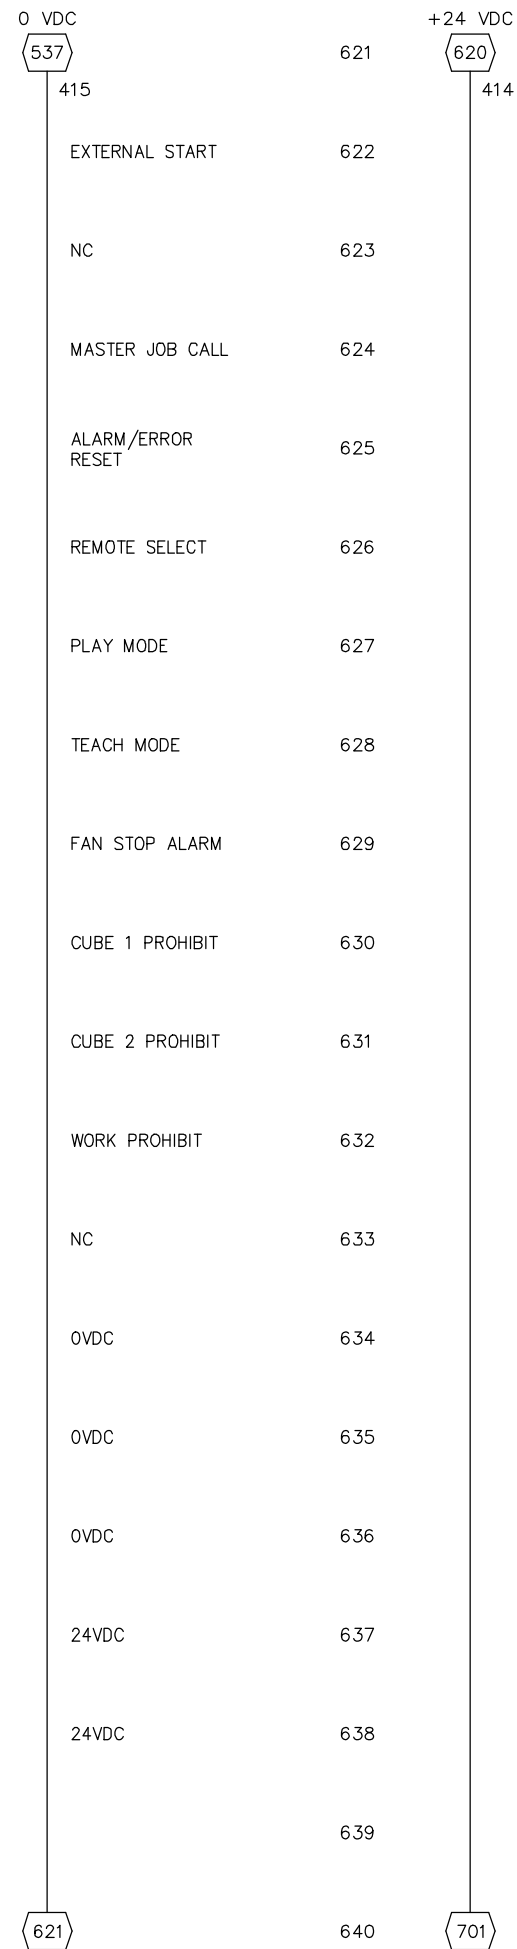 0 VDC +24 VDC
537 621 620
415 414
EXTERNAL START 622
NC 623
MASTER JOB CALL 624
ALARM/ERROR
RESET 625
REMOTE SELECT 626
PLAY MODE 627
TEACH MODE 628
FAN STOP ALARM 629
CUBE 1 PROHIBIT 630
CUBE 2 PROHIBIT 631
WORK PROHIBIT 632
NC 633
0VDC 634
0VDC 635
0VDC 636
24VDC 637
24VDC 638
639
621 640 701